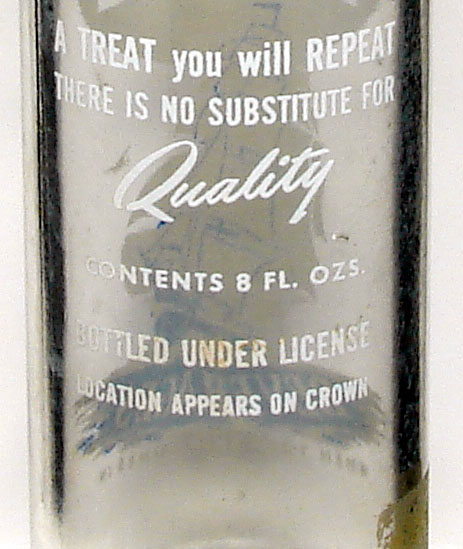 A TREAT you will REPEAT
THERE IS NO SUBSTITUTE FOR
Quality
CONTENTS 8 FL. OZS.
BOTTLED UNDER LICENSE
LOCATION APPEARS ON CROWN